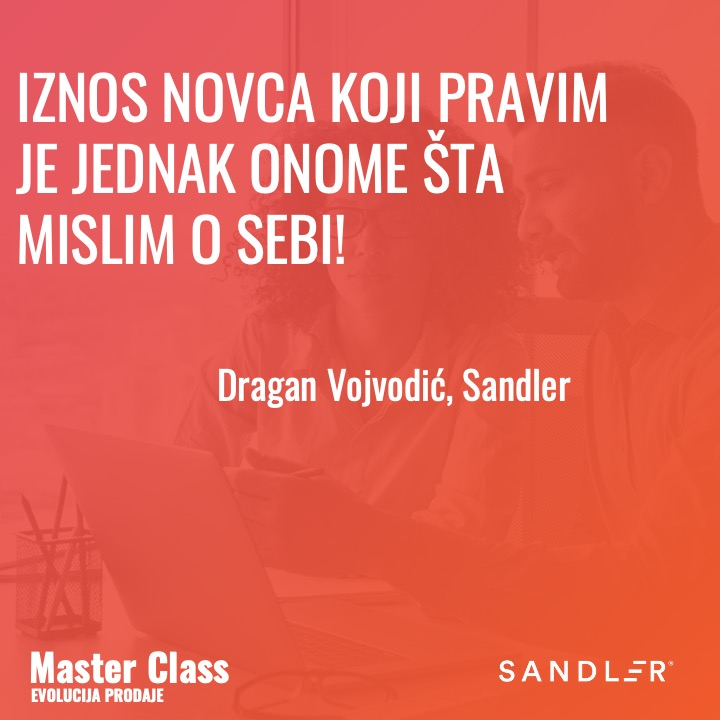 IZNOS NOVCA KOJI PRAVIM
JE JEDNAK ONOME ŠTA
MISLIM O SEBI!
Dragan Vojvodić, Sandler
Master Class
EVOLUCIJA PRODAJE
SANDLER®